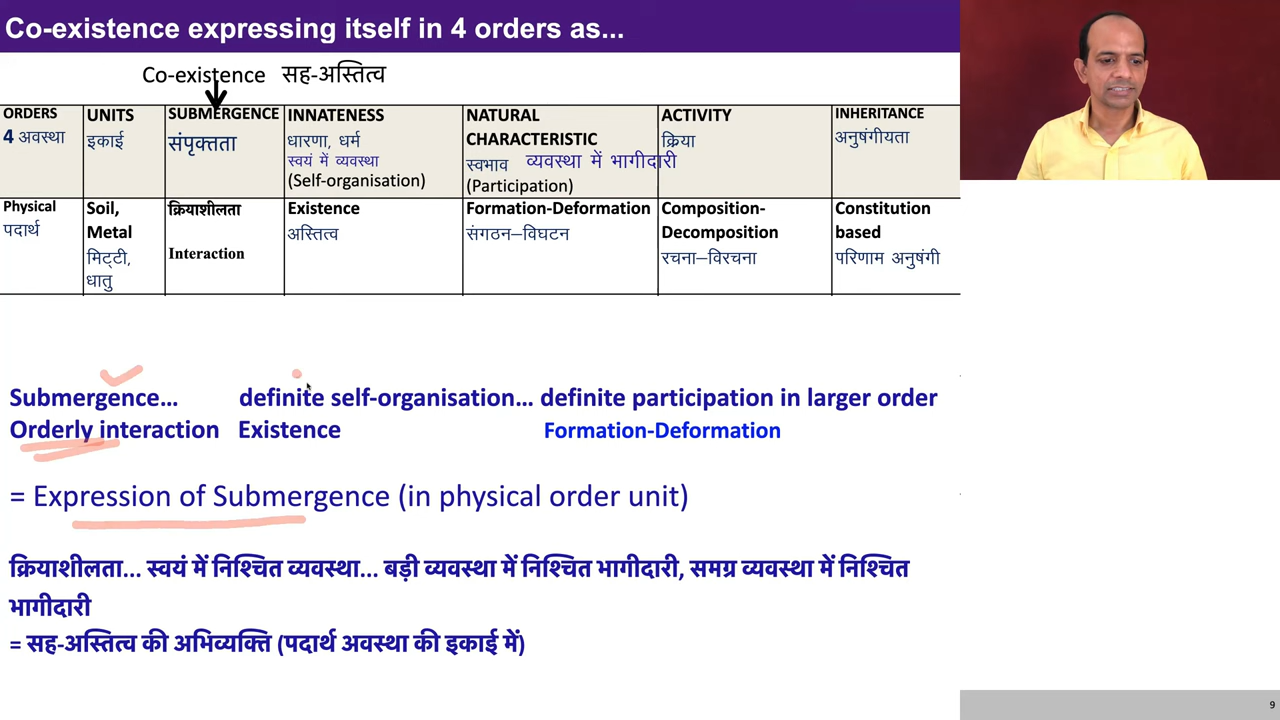 Co-existence expressing itself in 4 orders as...
Co-existence सह-अस्तित्व
ORDERS UNITS SUBMERGENCE INNATENESS NATURAL ACTIVITY INHERITANCE
4 अवस्था इकाई संपृक्तता धारणा, धर्म CHARACTERISTIC क्रिया अनुषंगीयता
स्वयं में व्यवस्था स्वभाव व्यवस्था में भागीदारी
(Self-organisation) (Participation)
Physical Soil, क्रियाशीलता Existence Formation-Deformation Composition- Constitution
पदार्थ Metal अस्तित्व संगठन–विघटन Decomposition based
मिट्टी, Interaction रचना–विरचना परिणाम अनुषंगी
धातु
Submergence... definite self-organisation... definite participation in larger order
Orderly interaction Existence Formation-Deformation
= Expression of Submergence (in physical order unit)
क्रियाशीलता... स्वयं में निश्चित व्यवस्था... बड़ी व्यवस्था में निश्चित भागीदारी, समग्र व्यवस्था में निश्चित
भागीदारी
= सह-अस्तित्व की अभिव्यक्ति (पदार्थ अवस्था की इकाई में)
9